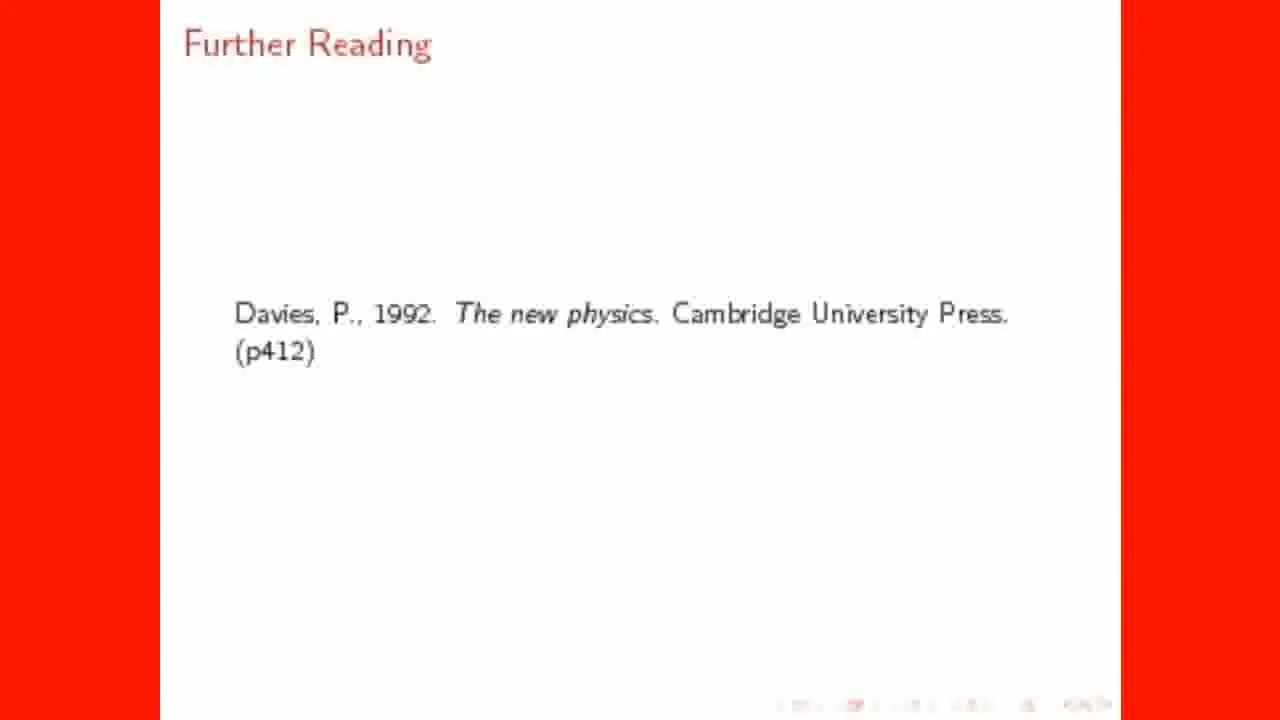 Further Reading
Davies, P., 1992. The new physics. Cambridge University Press.
(p412)